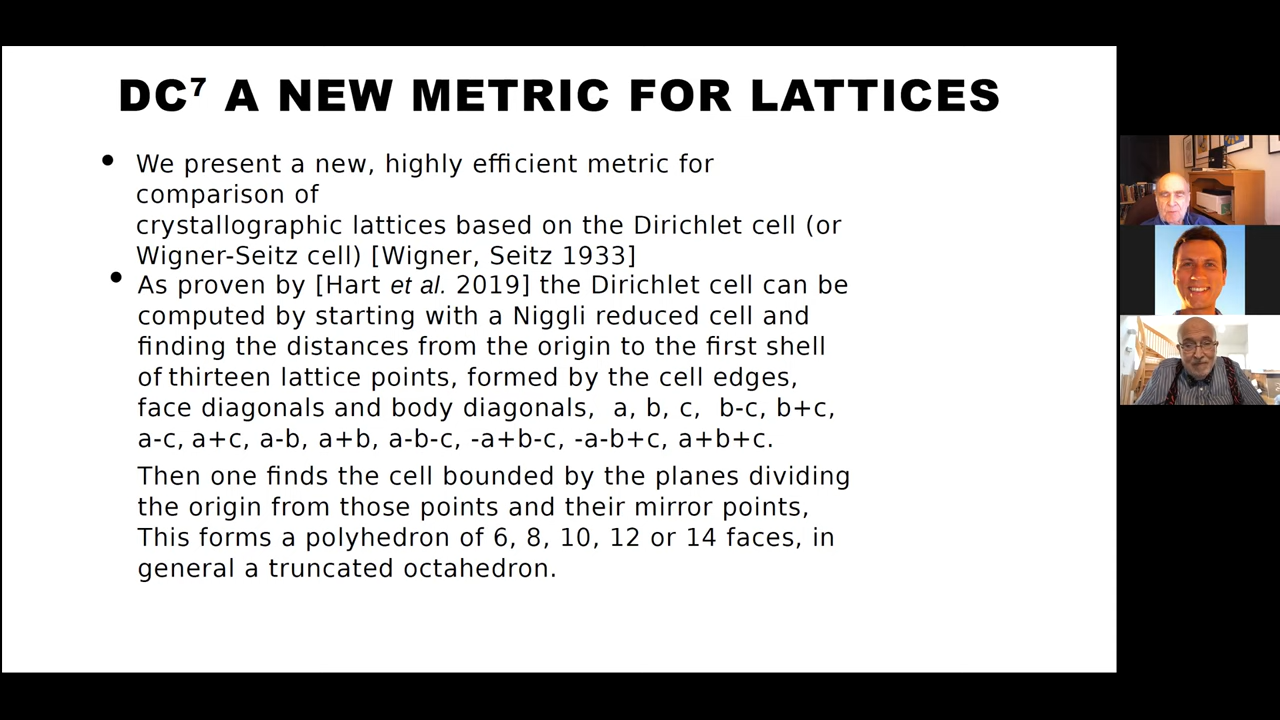 DC⁷ A NEW METRIC FOR LATTICES
• We present a new, highly efficient metric for
comparison of
crystallographic lattices based on the Dirichlet cell (or
Wigner-Seitz cell) [Wigner, Seitz 1933]
• As proven by [Hart et al. 2019] the Dirichlet cell can be
computed by starting with a Niggli reduced cell and
finding the distances from the origin to the first shell
of thirteen lattice points, formed by the cell edges,
face diagonals and body diagonals, a, b, c, b-c, b+c,
a-c, a+c, a-b, a+b, a-b-c, -a+b-c, -a-b+c, a+b+c.
Then one finds the cell bounded by the planes dividing
the origin from those points and their mirror points,
This forms a polyhedron of 6, 8, 10, 12 or 14 faces, in
general a truncated octahedron.